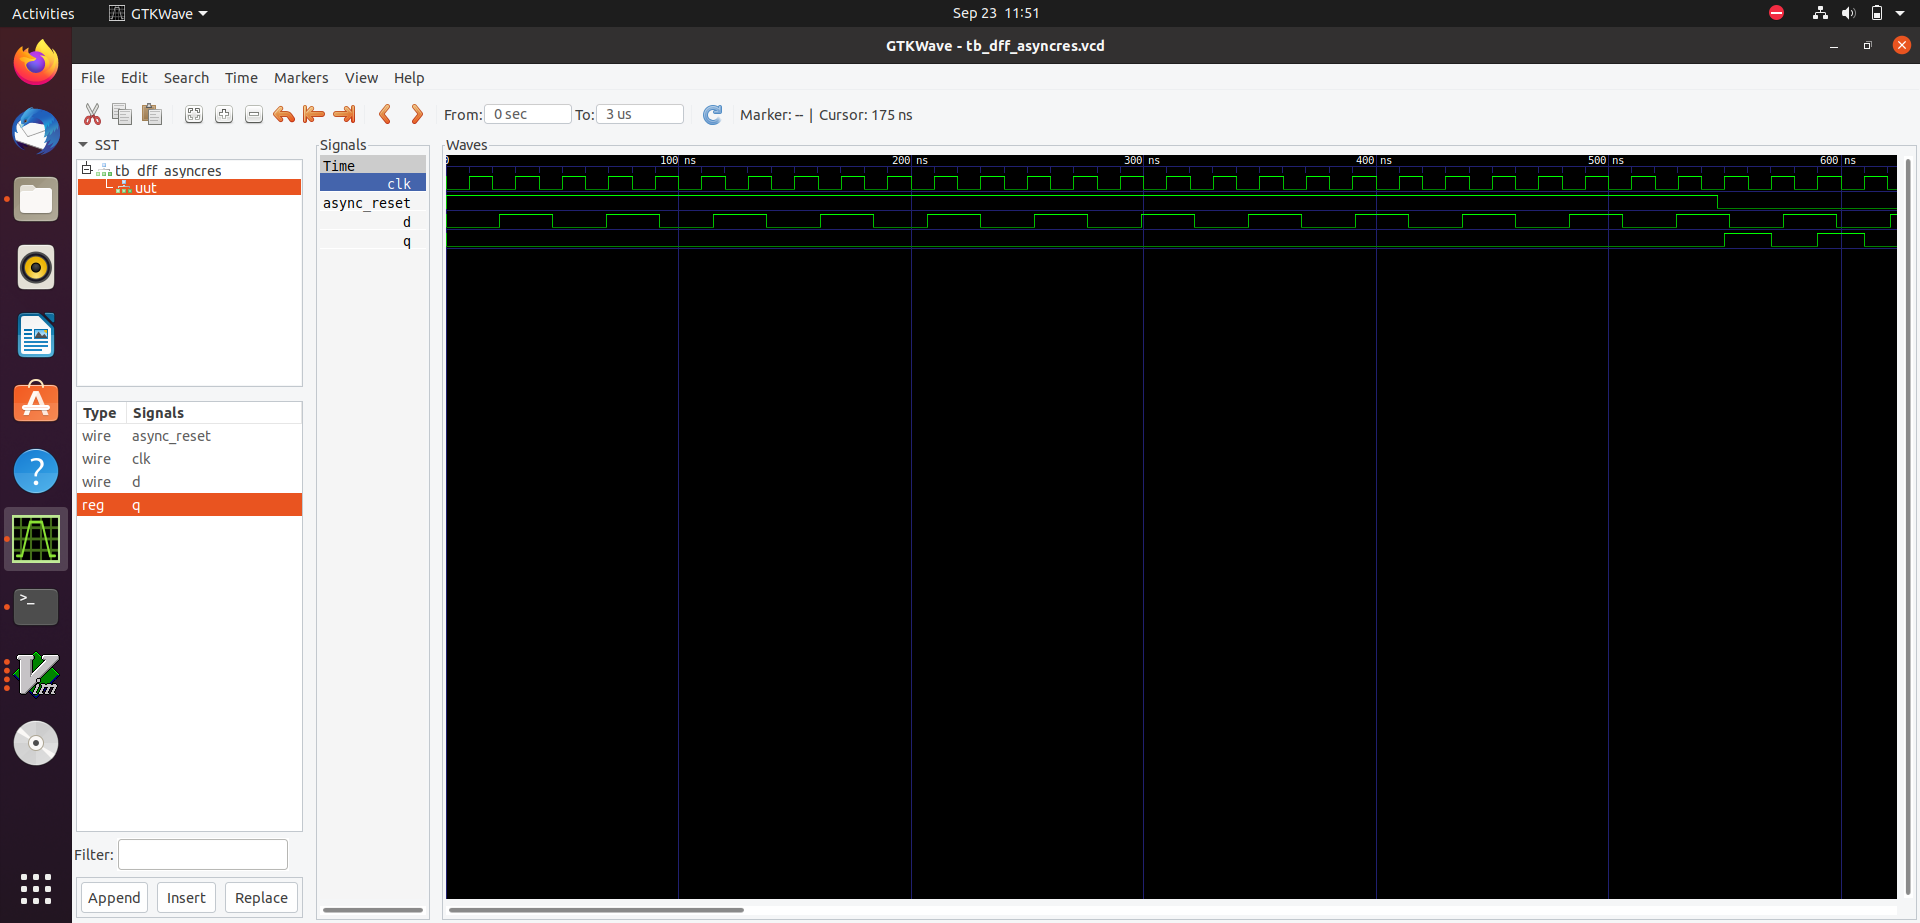 Activities GTKWave Sep 23 11:51
GTKWave - tb_dff_asyncres.vcd
File Edit Search Time Markers View Help
From: 0 sec To: 3 us Marker: -- | Cursor: 175 ns
SST
tb_dff_asyncres
uut
Type Signals
wire async_reset
wire clk
wire d
reg q
Filter:
Append Insert Replace
Signals
Time
clk
async_reset
d
q
Waves
0 100 ns 200 ns 300 ns 400 ns 500 ns 600 ns
>_
?
Vim